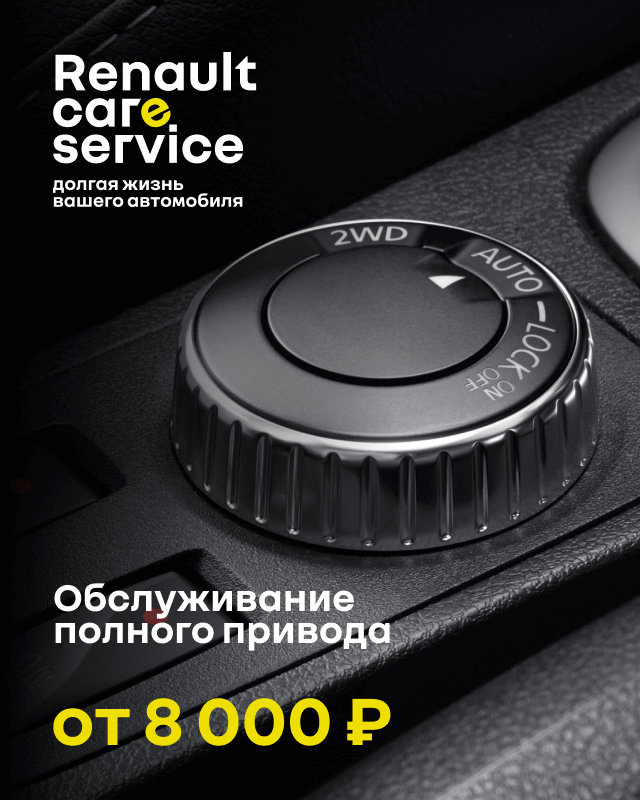 Renault
care
service
долгая жизнь
вашего автомобиля
2WD
AUTO
LOCK
ON
OFF
Обслуживание
полного привода
от 8 000 ₽